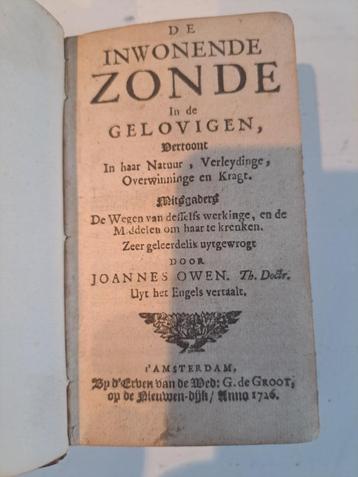 DE
INWONENDE
ZONDE
In de
GELOVIGEN,
Vertoont
In haar Natuur, Verleydinge,
Overwinninge en Kragt.
Mitsgaders
De Wegen van desselfs werkinge, en de
Middelen om haar te krenken.
Zeer geleerdelik uytgewrogt
DOOR
JOANNES OWEN. Th. Doctr.
Uyt het Engels vertaalt.
t'AMSTERDAM,
By d'Erven van de Wed: G. de GROOT,
op de Nieuwen-dijk / Anno 1726.